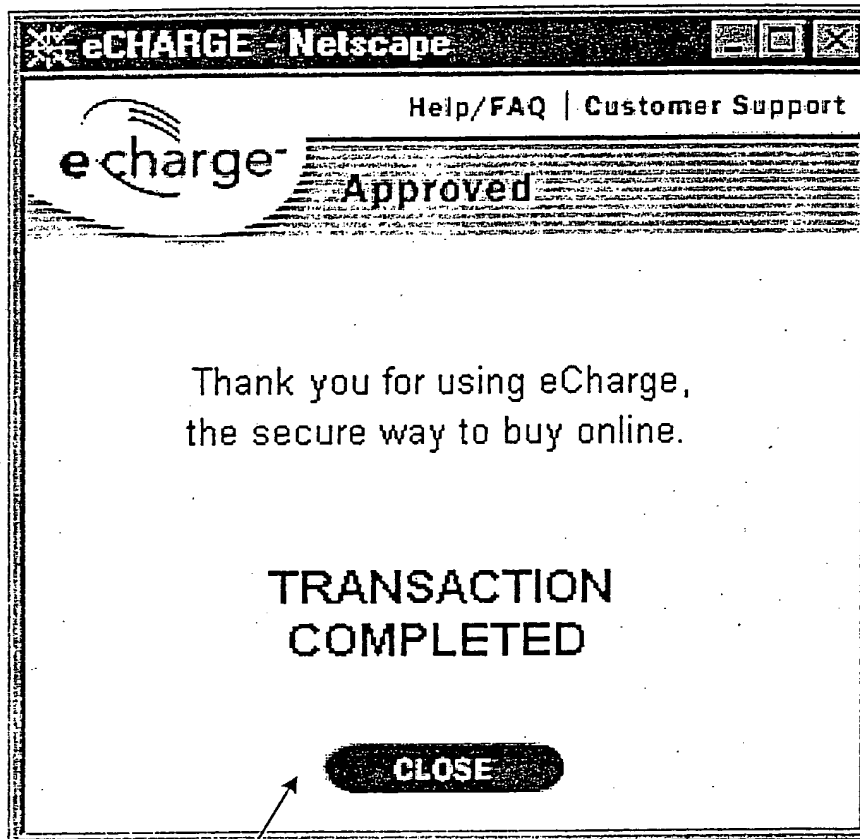 eCHARGE - Netscape
Help/FAQ | Customer Support
echarge
Approved
Thank you for using eCharge,
the secure way to buy online.
TRANSACTION
COMPLETED
CLOSE